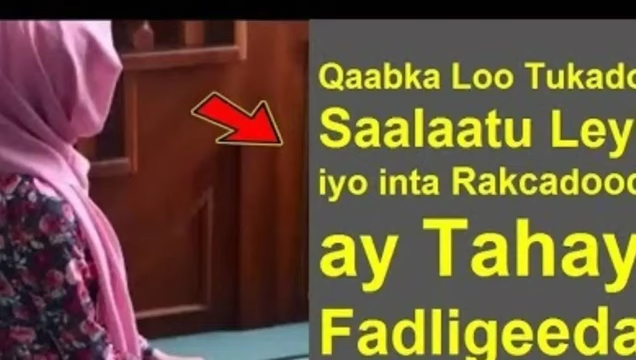 Qaabka Loo Tukado
Saalaatu Ley
iyo inta Rakcadood
ay Tahay
Fadligeeda